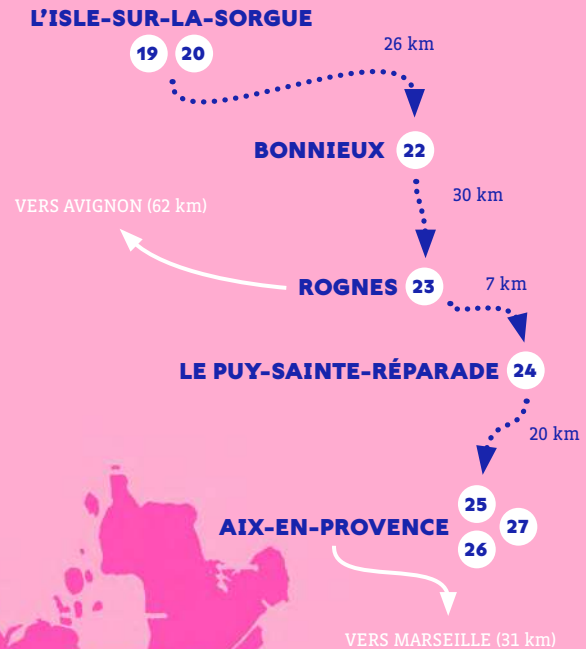 L'ISLE-SUR-LA-SORGUE
19 20
26 km
BONNIEUX 22
30 km
VERS AVIGNON (62 km)
ROGNES 23
7 km
LE PUY-SAINTE-RÉPARADE 24
20 km
25
AIX-EN-PROVENCE 27
26
VERS MARSEILLE (31 km)